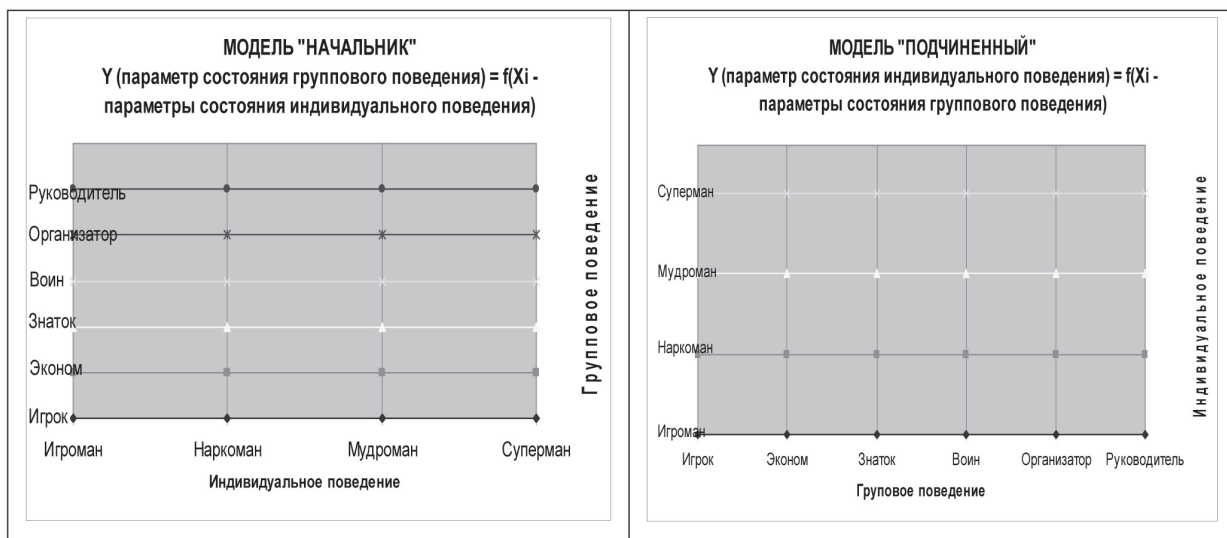 МОДЕЛЬ "НАЧАЛЬНИК"
Y (параметр состояния группового поведения) = f(Xi -
параметры состояния индивидуального поведения)
Руководитель
Организатор
Воин
Знаток
Эконом
Игрок
Игроман
Наркоман
Мудроман
Суперман
Индивидуальное поведение
Групповое поведение
МОДЕЛЬ "ПОДЧИНЕННЫЙ"
Y (параметр состояния индивидуального поведения) = f(Xi -
параметры состояния группового поведения)
Суперман
Мудроман
Наркоман
Игроман
Игрок
Эконом
Знаток
Воин
Организатор
Руководитель
Груповое поведение
Индивидуальное поведение